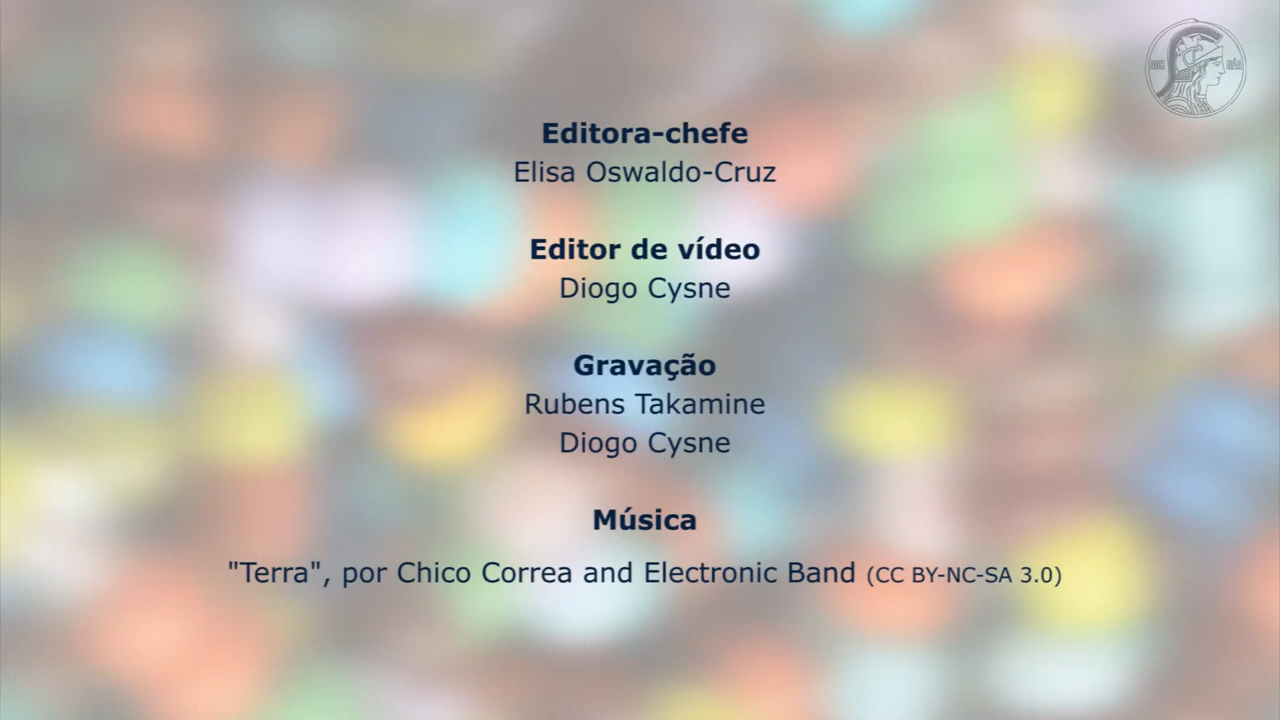 Editora-chefe
Elisa Oswaldo-Cruz
Editor de vídeo
Diogo Cysne
Gravação
Rubens Takamine
Diogo Cysne
Música
"Terra", por Chico Correa and Electronic Band (CC BY-NC-SA 3.0)